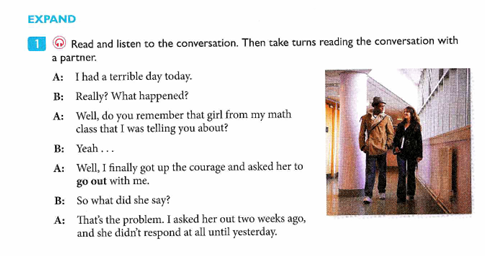 EXPAND
1 Read and listen to the conversation. Then take turns reading the conversation with
a partner.
A: I had a terrible day today.
B: Really? What happened?
A: Well, do you remember that girl from my math
class that I was telling you about?
B: Yeah . . .
A: Well, I finally got up the courage and asked her to
go out with me.
B: So what did she say?
A: That's the problem. I asked her out two weeks ago,
and she didn't respond at all until yesterday.